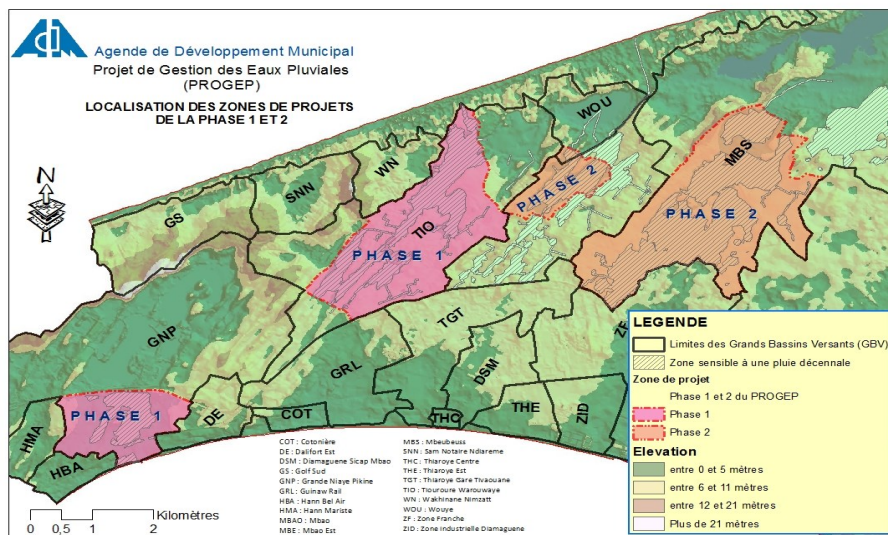 ADM
Agende de Développement Municipal
Projet de Gestion des Eaux Pluviales
(PROGEP)
LOCALISATION DES ZONES DE PROJETS
DE LA PHASE 1 ET 2
N
GS
SNN
WN
WOU
TIO
PHASE 1
PHASE 2
MBS
PHASE 2
GNP
TGT
GRL
DSM
ZF
PHASE 1
DE
COT
THC
THE
ZID
HMA
HBA
0 0,5 1 2
Kilomètres
COT : Cotonière
DE : Dalifort Est
DSM : Diamaguene Sicap Mbao
GS : Golf Sud
GNP : Grande Niaye Pikine
GRL : Guinaw Rail
HBA : Hann Bel Air
HMA : Hann Mariste
MBAO : Mbao
MBE : Mbao Est
MBS : Mbeubeuss
SNN : Sam Notaire Ndiareme
THC : Thiaroye Centre
THE : Thiaroye Est
TGT : Thiaroye Gare Tivaouane
TIO : Tiouroure Warouwaye
WN : Wakhinane Nimzatt
WOU : Wouye
ZF : Zone Franche
ZID : Zone Industrielle Diamaguene
LEGENDE
Limites des Grands Bassins Versants (GBV)
Zone sensible à une pluie décennale
Zone de projet
Phase 1 et 2 du PROGEP
Phase 1
Phase 2
Elevation
entre 0 et 5 mètres
entre 6 et 11 mètres
entre 12 et 21 mètres
Plus de 21 mètres